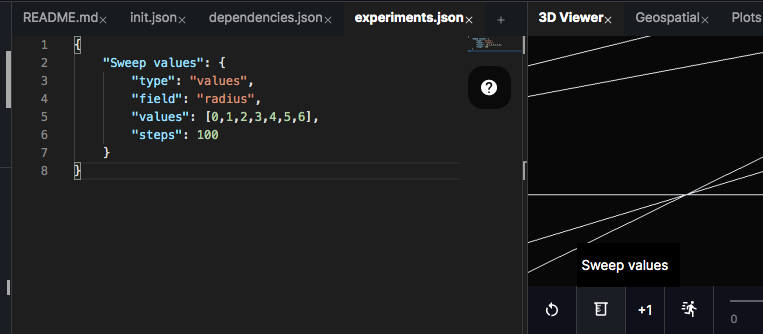 README.md× init.json× dependencies.json× experiments.json× + 3D Viewer× Geospatial× Plots
1 {
2 "Sweep values": {
3 "type": "values",
4 "field": "radius",
5 "values": [0,1,2,3,4,5,6],
6 "steps": 100
7 }
8 }
?
Sweep values
+1
0